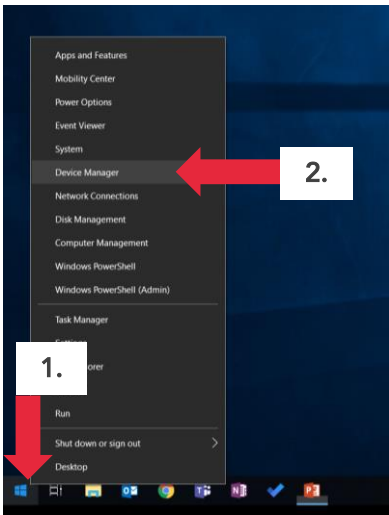 Apps and Features
Mobility Center
Power Options
Event Viewer
System
Device Manager
2.
Network Connections
Disk Management
Computer Management
Windows PowerShell
Windows PowerShell (Admin)
Task Manager
1.
orer
Run
Shut down or sign out
Desktop